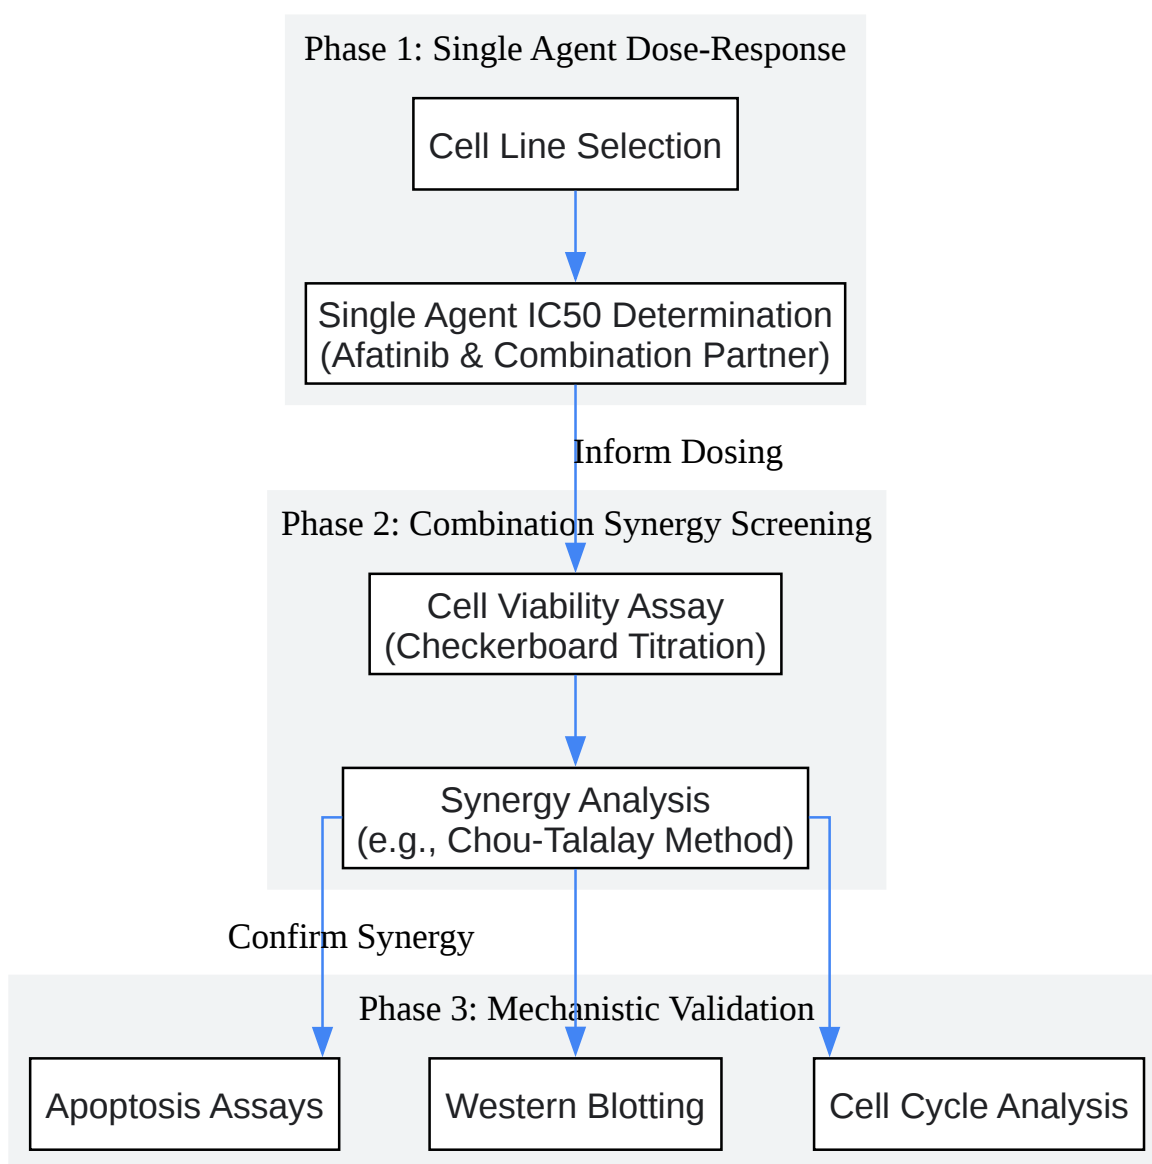 Phase 1: Single Agent Dose-Response
Cell Line Selection
Single Agent IC50 Determination
(Afatinib & Combination Partner)
Inform Dosing
Phase 2: Combination Synergy Screening
Cell Viability Assay
(Checkerboard Titration)
Synergy Analysis
(e.g., Chou-Talalay Method)
Confirm Synergy
Phase 3: Mechanistic Validation
Apoptosis Assays
Western Blotting
Cell Cycle Analysis